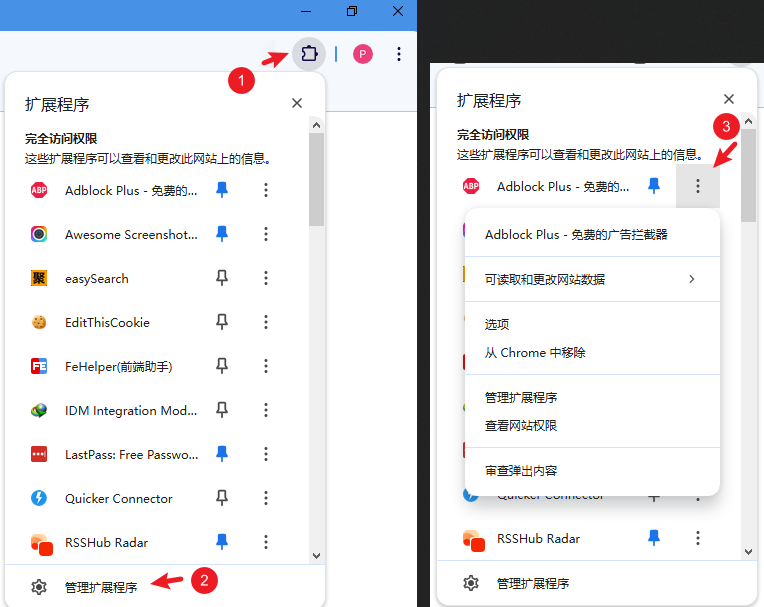 P
1
扩展程序
完全访问权限
这些扩展程序可以查看和更改此网站上的信息。
ABP
Adblock Plus - 免费的...
Awesome Screenshot...
聚
easySearch
EditThisCookie
FE
FeHelper(前端助手)
IDM Integration Mod...
LastPass: Free Passwo...
Quicker Connector
RSSHub Radar
管理扩展程序
2
扩展程序
完全访问权限
3
这些扩展程序可以查看和更改此网站上的信息。
ABP
Adblock Plus - 免费的...
Adblock Plus - 免费的广告拦截器
可读取和更改网站数据
选项
从 Chrome 中移除
管理扩展程序
查看网站权限
审查弹出内容
Quicker Connector
RSSHub Radar
管理扩展程序